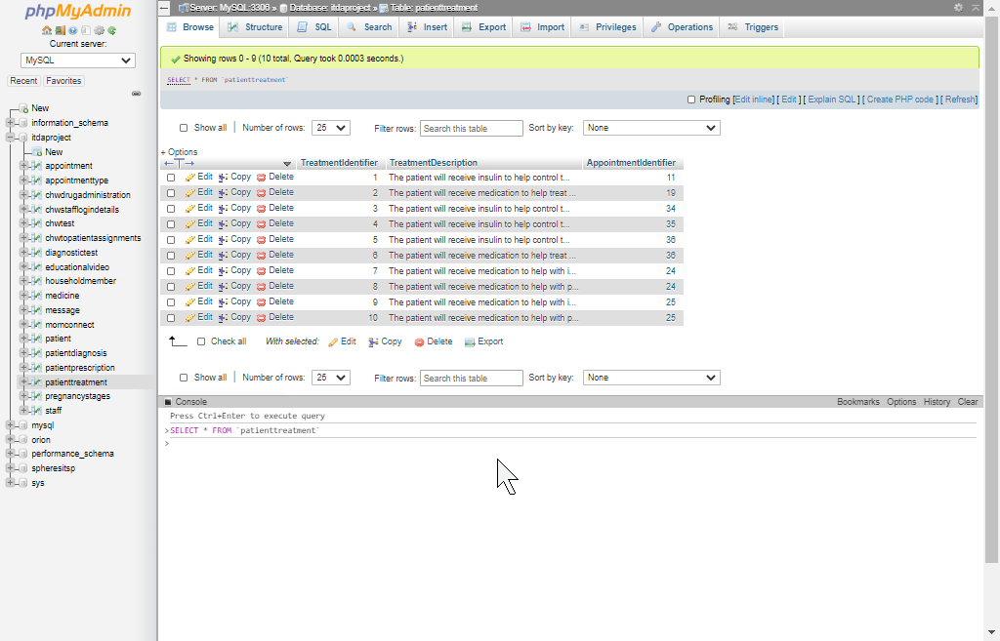 phpMyAdmin
Current server:
MySQL
Recent Favorites
New
information_schema
itdaproject
New
appointment
appointmenttype
chwdrugadministration
chwstafflogindetails
chwtest
chwtopatientassignments
diagnostictest
educationalvideo
householdmember
medicine
message
momconnect
patient
patientdiagnosis
patientprescription
patienttreatment
pregnancystages
staff
mysql
orion
performance_schema
spheresitsp
sys
Server: MySQL:3308 » Database: itdaproject » Table: patienttreatment
Browse Structure SQL Search Insert Export Import Privileges Operations Triggers
Showing rows 0 - 9 (10 total, Query took 0.0003 seconds.)
SELECT * FROM `patienttreatment`
Profiling [Edit inline] [ Edit ] [ Explain SQL ] [ Create PHP code ] [ Refresh]
Show all | Number of rows: 25 Filter rows: Search this table Sort by key: None
+ Options
←T→ TreatmentIdentifier TreatmentDescription AppointmentIdentifier
Edit Copy Delete 1 The patient will receive insulin to help control t... 11
Edit Copy Delete 2 The patient will receive medication to help treat ... 19
Edit Copy Delete 3 The patient will receive insulin to help control t... 34
Edit Copy Delete 4 The patient will receive insulin to help control t... 35
Edit Copy Delete 5 The patient will receive insulin to help control t... 36
Edit Copy Delete 6 The patient will receive medication to help treat ... 36
Edit Copy Delete 7 The patient will receive medication to help with i... 24
Edit Copy Delete 8 The patient will receive medication to help with p... 24
Edit Copy Delete 9 The patient will receive medication to help with i... 25
Edit Copy Delete 10 The patient will receive medication to help with p... 25
Check all With selected: Edit Copy Delete Export
Show all | Number of rows: 25 Filter rows: Search this table Sort by key: None
Console Bookmarks Options History Clear
Press Ctrl+Enter to execute query
>SELECT * FROM `patienttreatment`
>